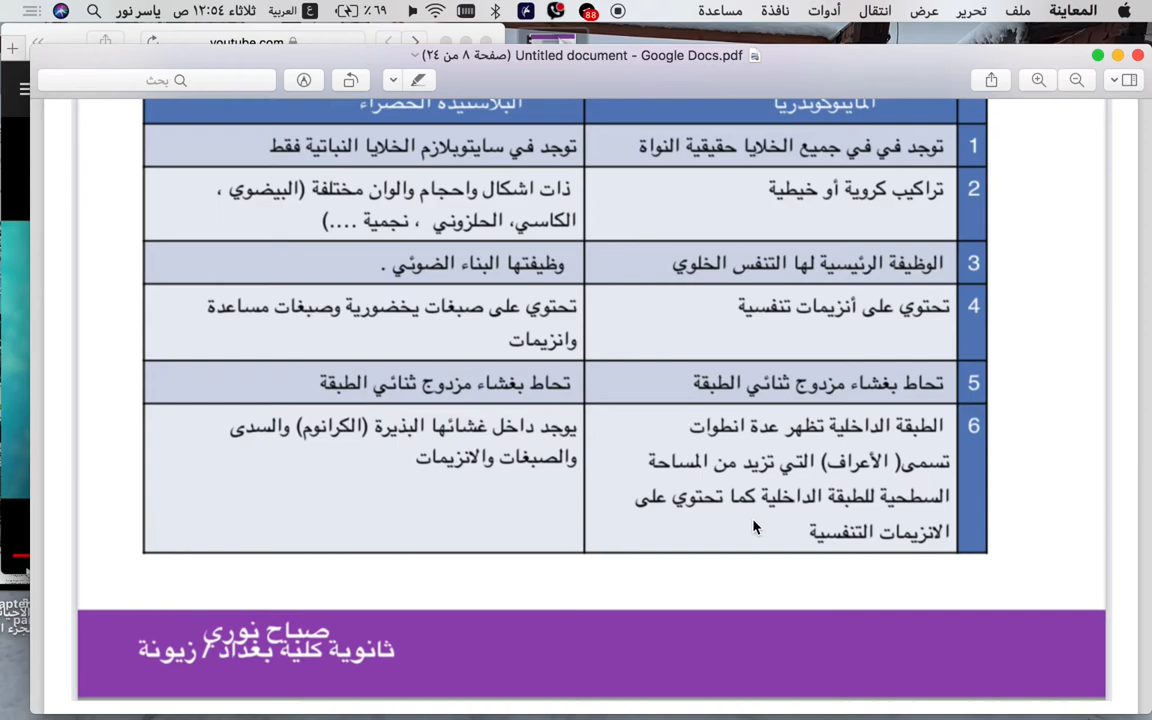 المعاينة ملف تحرير عرض انتقال أدوات نافذة مساعدة
88 ٦٩٪ ع العربية ثلاثاء ١٢:٥٤ ص ياسر نور
youtube.com
Untitled document - Google Docs.pdf (صفحة ٨ من ٢٤)
بحث
المايتوكوندريا البلاستيدة الخضراء
1 توجد في في جميع الخلايا حقيقية النواة توجد في سايتوبلازم الخلايا النباتية فقط
2 تراكيب كروية أو خيطية ذات اشكال واحجام والوان مختلفة (البيضوي ،
الكاسي، الحلزوني ، نجمية ....)
3 الوظيفة الرئيسية لها التنفس الخلوي وظيفتها البناء الضوئي .
4 تحتوي على أنزيمات تنفسية تحتوي على صبغات يخضورية وصبغات مساعدة
وانزيمات
5 تحاط بغشاء مزدوج ثنائي الطبقة تحاط بغشاء مزدوج ثنائي الطبقة
6 الطبقة الداخلية تظهر عدة انطوات يوجد داخل غشائها البذيرة (الكرانوم) والسدى
تسمى( الأعراف) التي تزيد من المساحة والصبغات والانزيمات
السطحية للطبقة الداخلية كما تحتوي على
الانزيمات التنفسية
صباح نوري
ثانوية كلية بغداد / زيونة